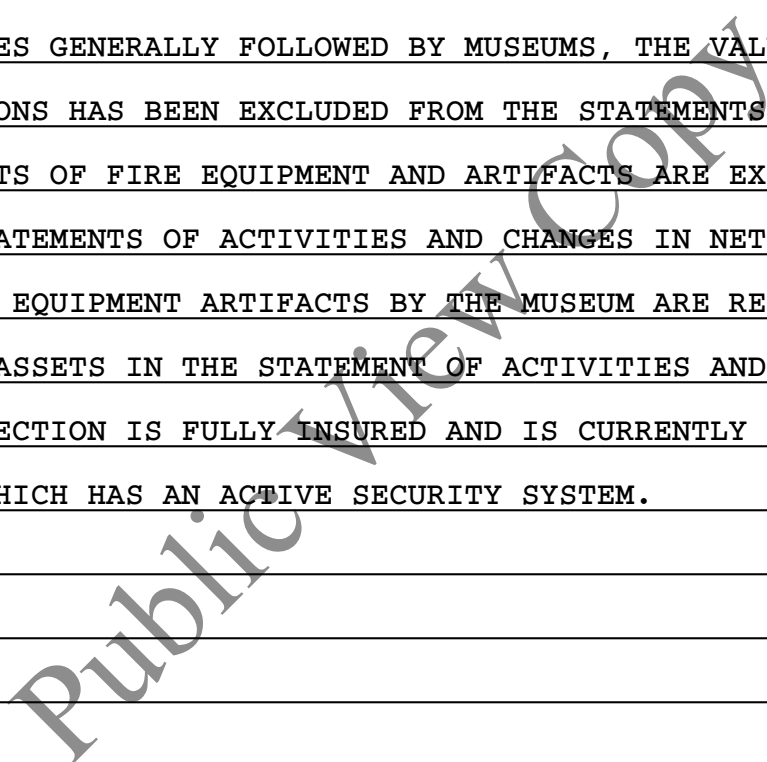 ES GENERALLY FOLLOWED BY MUSEUMS, THE VAL
ONS HAS BEEN EXCLUDED FROM THE STATEMENTS
TS OF FIRE EQUIPMENT AND ARTIFACTS ARE EX
ATEMENTS OF ACTIVITIES AND CHANGES IN NET
EQUIPMENT ARTIFACTS BY THE MUSEUM ARE RE
ASSETS IN THE STATEMENT OF ACTIVITIES AND
ECTION IS FULLY INSURED AND IS CURRENTLY
HICH HAS AN ACTIVE SECURITY SYSTEM.
Public View Copy